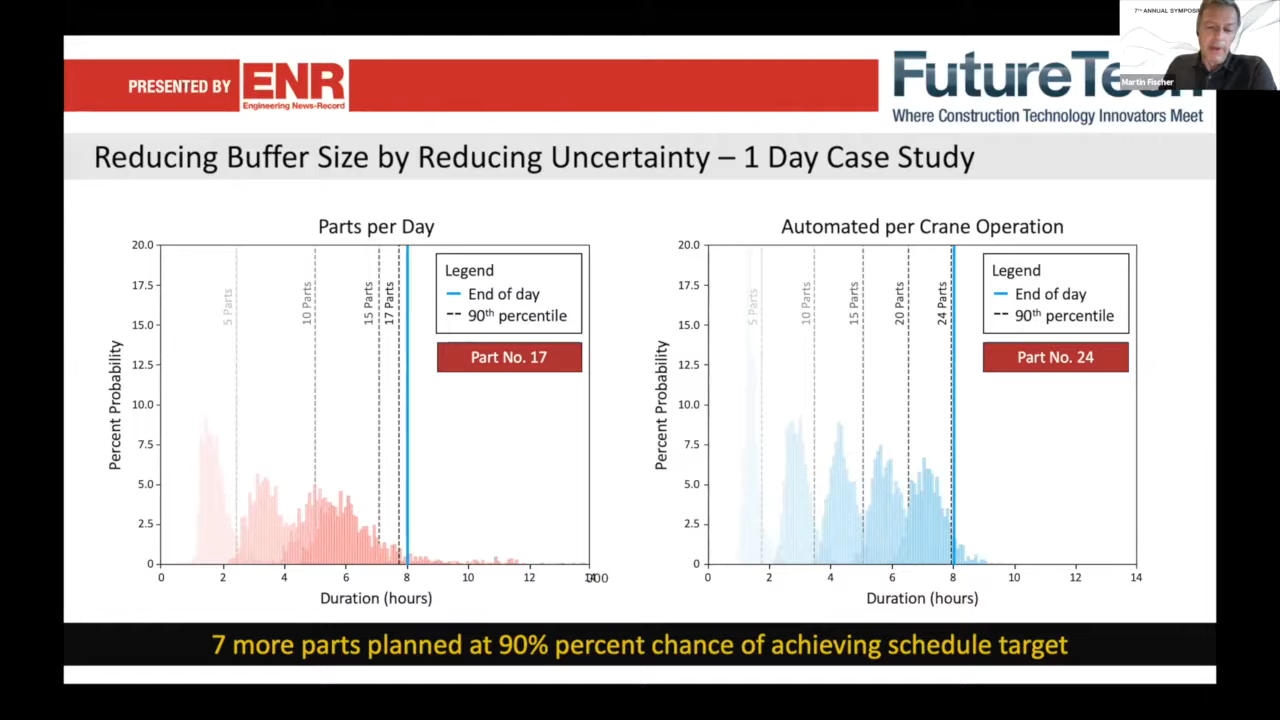 7TH ANNUAL SYMPOSI
Martin Fischer
PRESENTED BY
ENR
Engineering News-Record
FutureTe
Where Construction Technology Innovators Meet
Reducing Buffer Size by Reducing Uncertainty – 1 Day Case Study
Parts per Day
20.0
17.5
15.0
12.5
10.0
7.5
5.0
2.5
0
Percent Probability
5 Parts
10 Parts
15 Parts
17 Parts
Legend
End of day
90th percentile
Part No. 17
0 2 4 6 8 10 12
Duration (hours)
Automated per Crane Operation
20.0
17.5
15.0
12.5
10.0
7.5
5.0
2.5
0
Percent Probability
5 Parts
10 Parts
15 Parts
20 Parts
24 Parts
Legend
End of day
90th percentile
Part No. 24
0 2 4 6 8 10 12 14
Duration (hours)
7 more parts planned at 90% percent chance of achieving schedule target